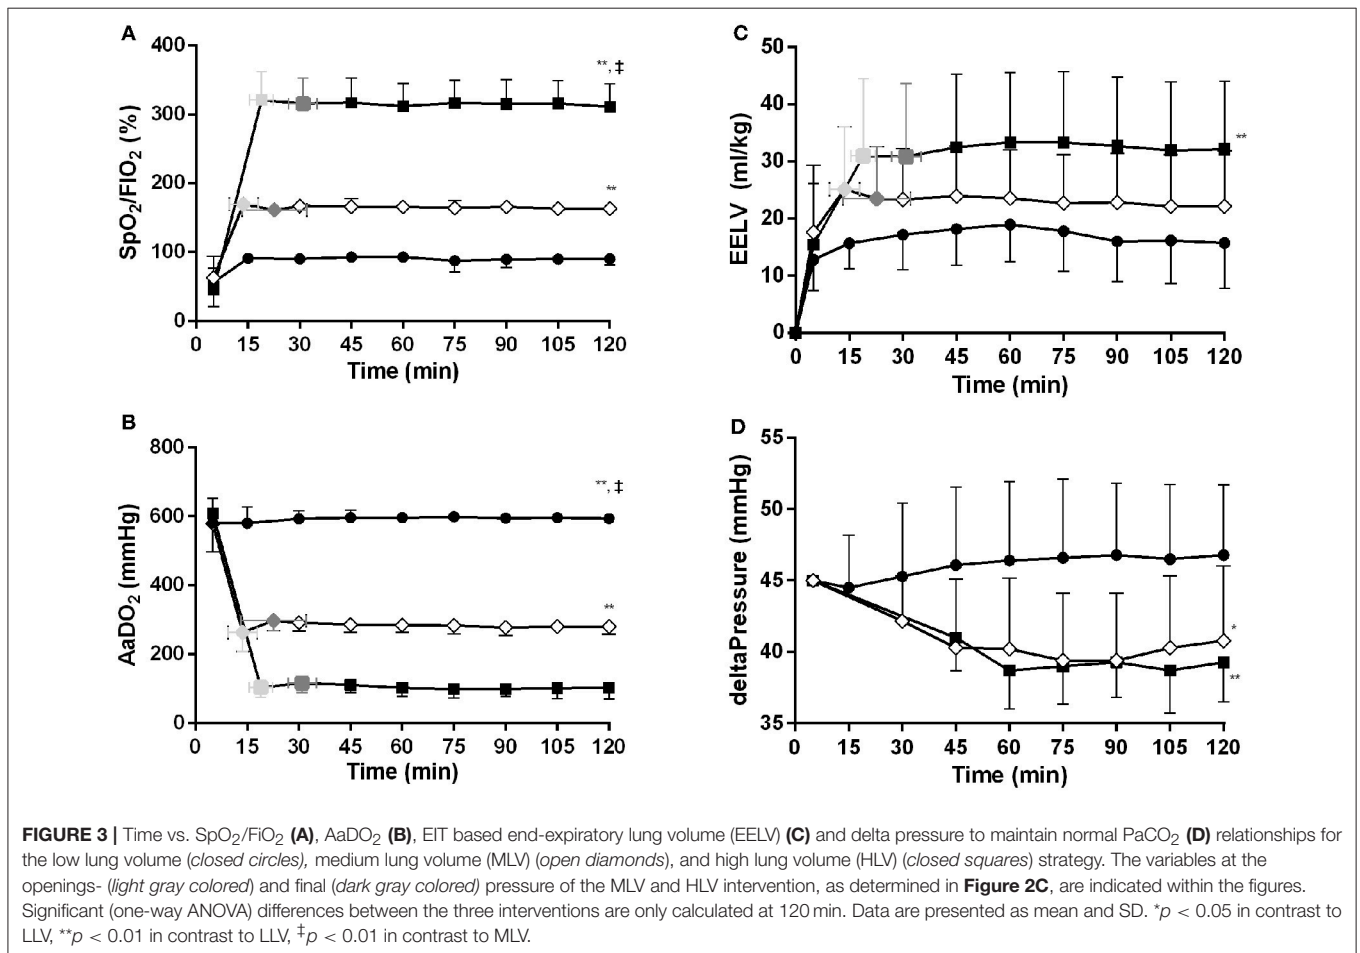 A
SpO2/FIO2 (%)
400
300
200
100
0
0 15 30 45 60 75 90 105 120
Time (min)
**, ‡
**
C
EELV (ml/kg)
50
40
30
20
10
0
0 15 30 45 60 75 90 105 120
Time (min)
**
B
AaDO2 (mmHg)
800
600
400
200
0
0 15 30 45 60 75 90 105 120
Time (min)
**, ‡
**
D
deltaPressure (mmHg)
55
50
45
40
35
0 15 30 45 60 75 90 105 120
Time (min)
*
**
FIGURE 3 | Time vs. SpO2/FiO2 (A), AaDO2 (B), EIT based end-expiratory lung volume (EELV) (C) and delta pressure to maintain normal PaCO2 (D) relationships for
the low lung volume (closed circles), medium lung volume (MLV) (open diamonds), and high lung volume (HLV) (closed squares) strategy. The variables at the
openings- (light gray colored) and final (dark gray colored) pressure of the MLV and HLV intervention, as determined in Figure 2C, are indicated within the figures.
Significant (one-way ANOVA) differences between the three interventions are only calculated at 120 min. Data are presented as mean and SD. *p < 0.05 in contrast to
LLV, **p < 0.01 in contrast to LLV, ‡p < 0.01 in contrast to MLV.